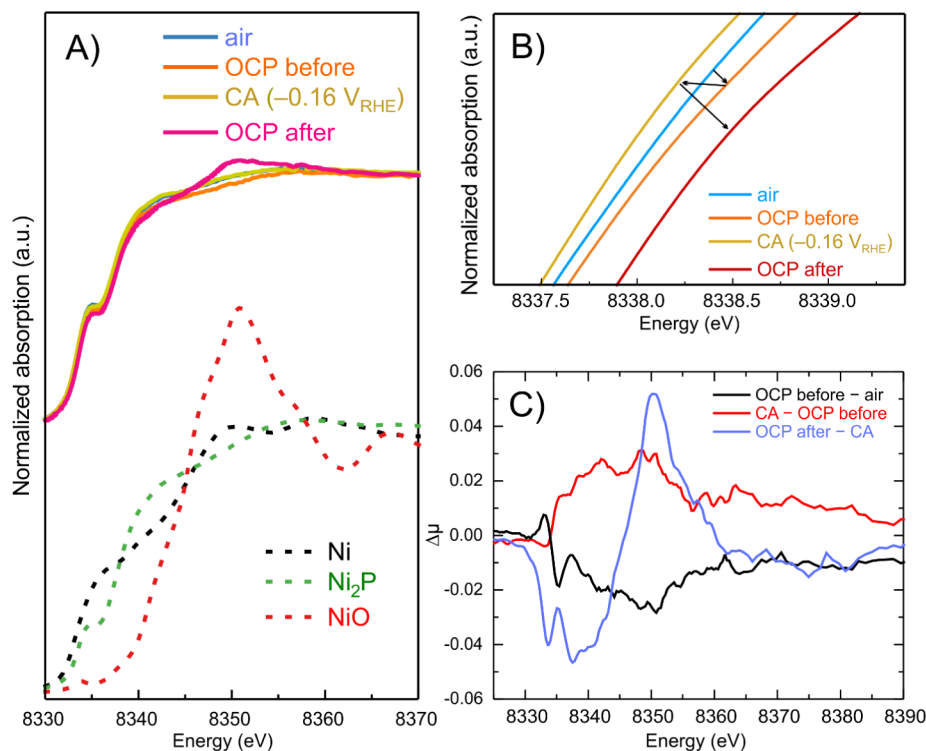 A)
air
OCP before
CA (–0.16 VRHE)
OCP after
Normalized absorption (a.u.)
Ni
Ni2P
NiO
8330 8340 8350 8360 8370
Energy (eV)
B)
Normalized absorption (a.u.)
air
OCP before
CA (–0.16 VRHE)
OCP after
8337.5 8338.0 8338.5 8339.0
Energy (eV)
C)
OCP before – air
CA – OCP before
OCP after – CA
0.06
0.04
0.02
0.00
-0.02
-0.04
-0.06
Δμ
8330 8340 8350 8360 8370 8380 8390
Energy (eV)